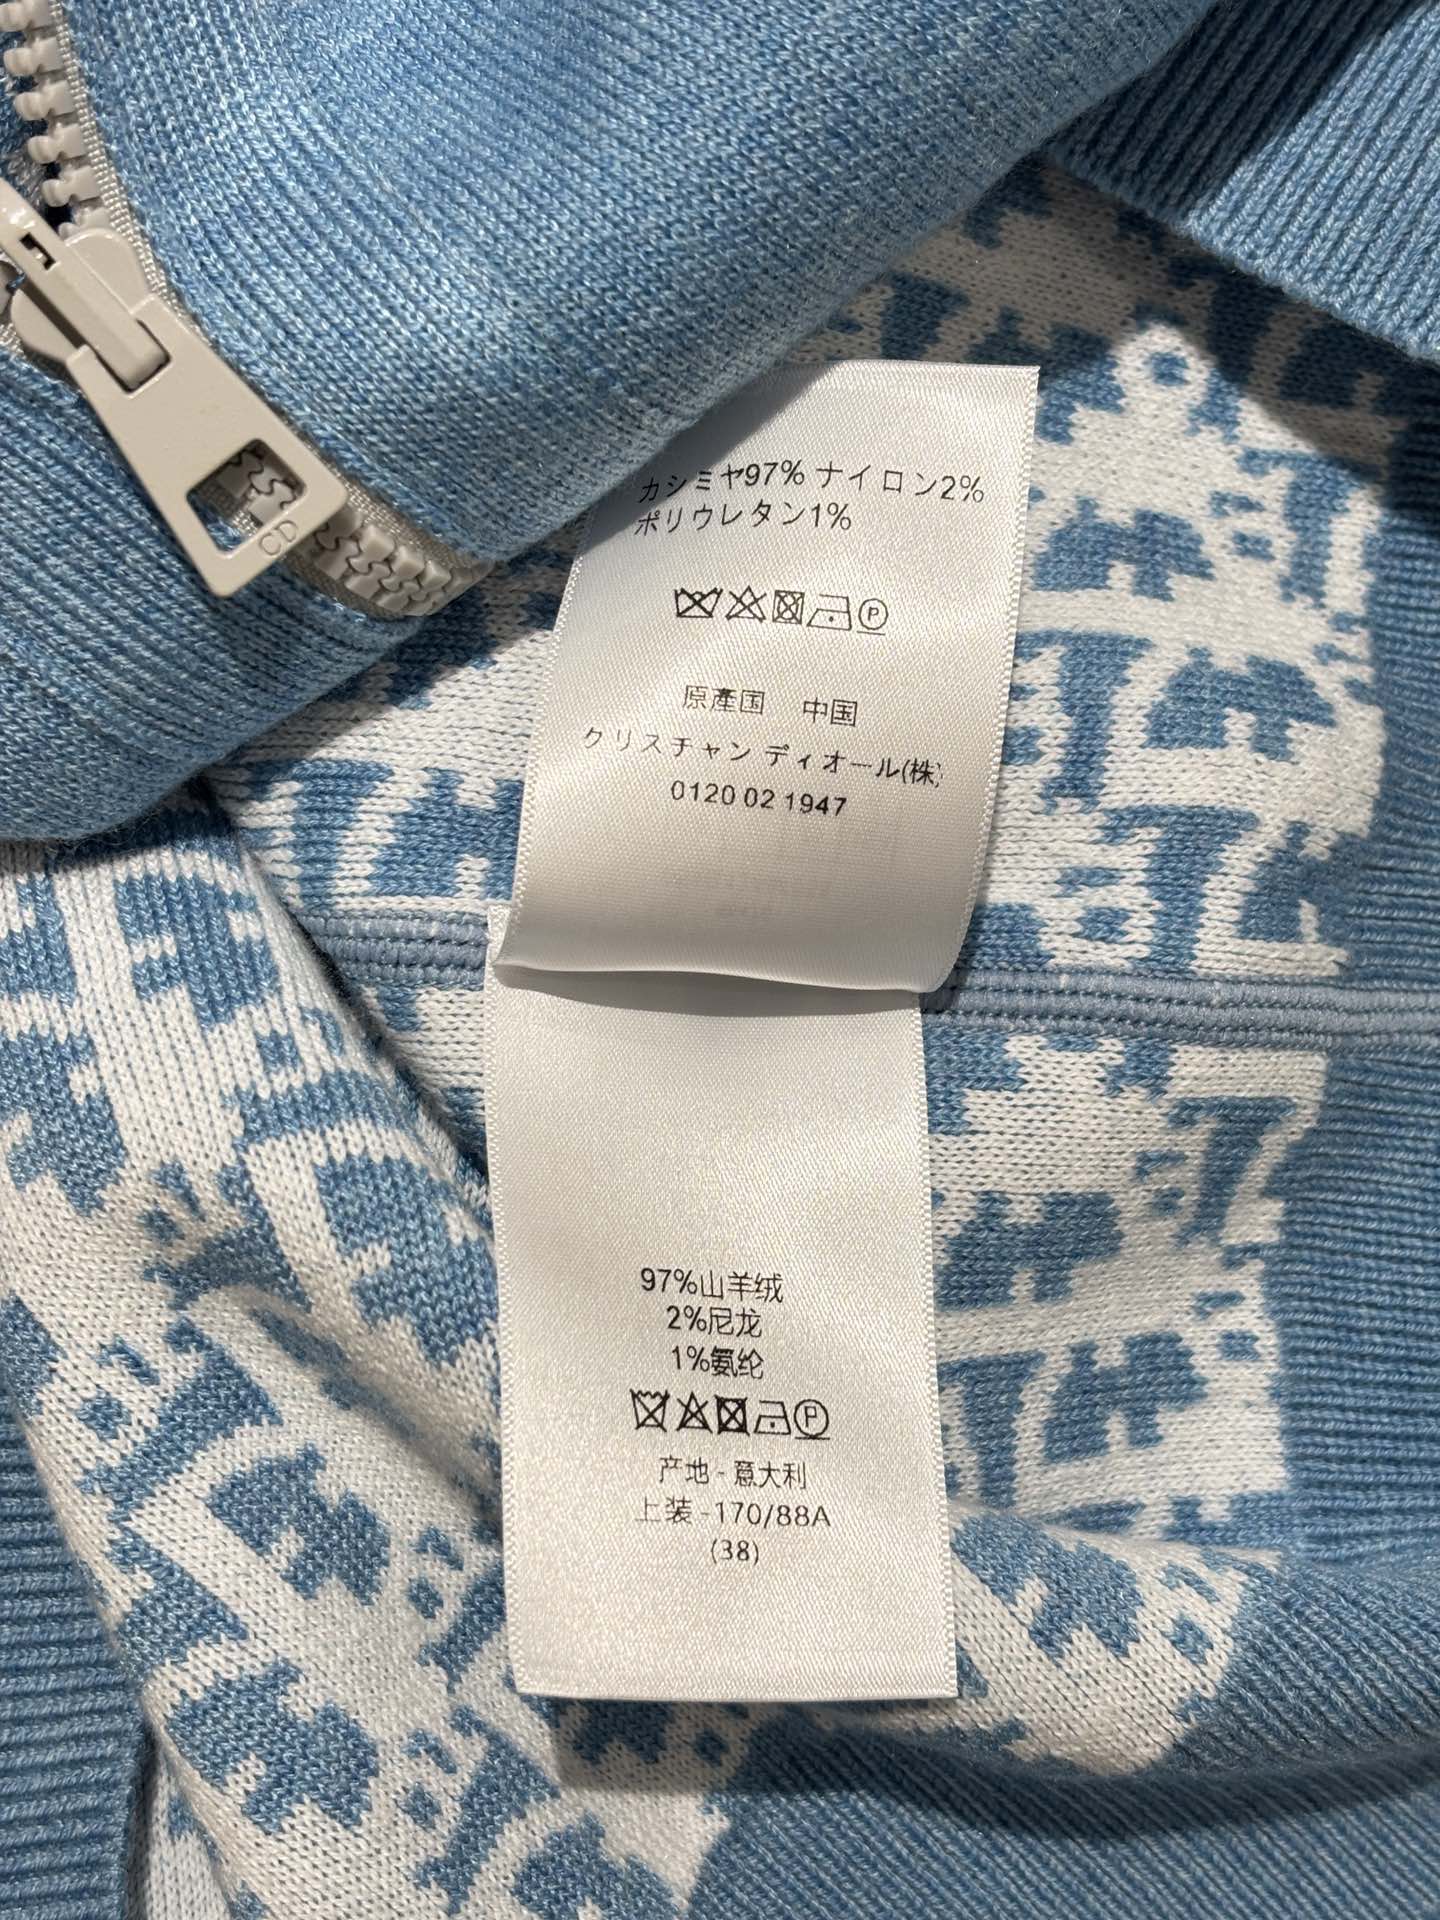 CD
カシミヤ97% ナイロン2%
ポリウレタン1%
P
原產国 中国
クリスチャン ディオール(株)
0120 02 1947
97%山羊绒
2%尼龙
1%氨纶
P
产地 - 意大利
上装 -170/88A
(38)